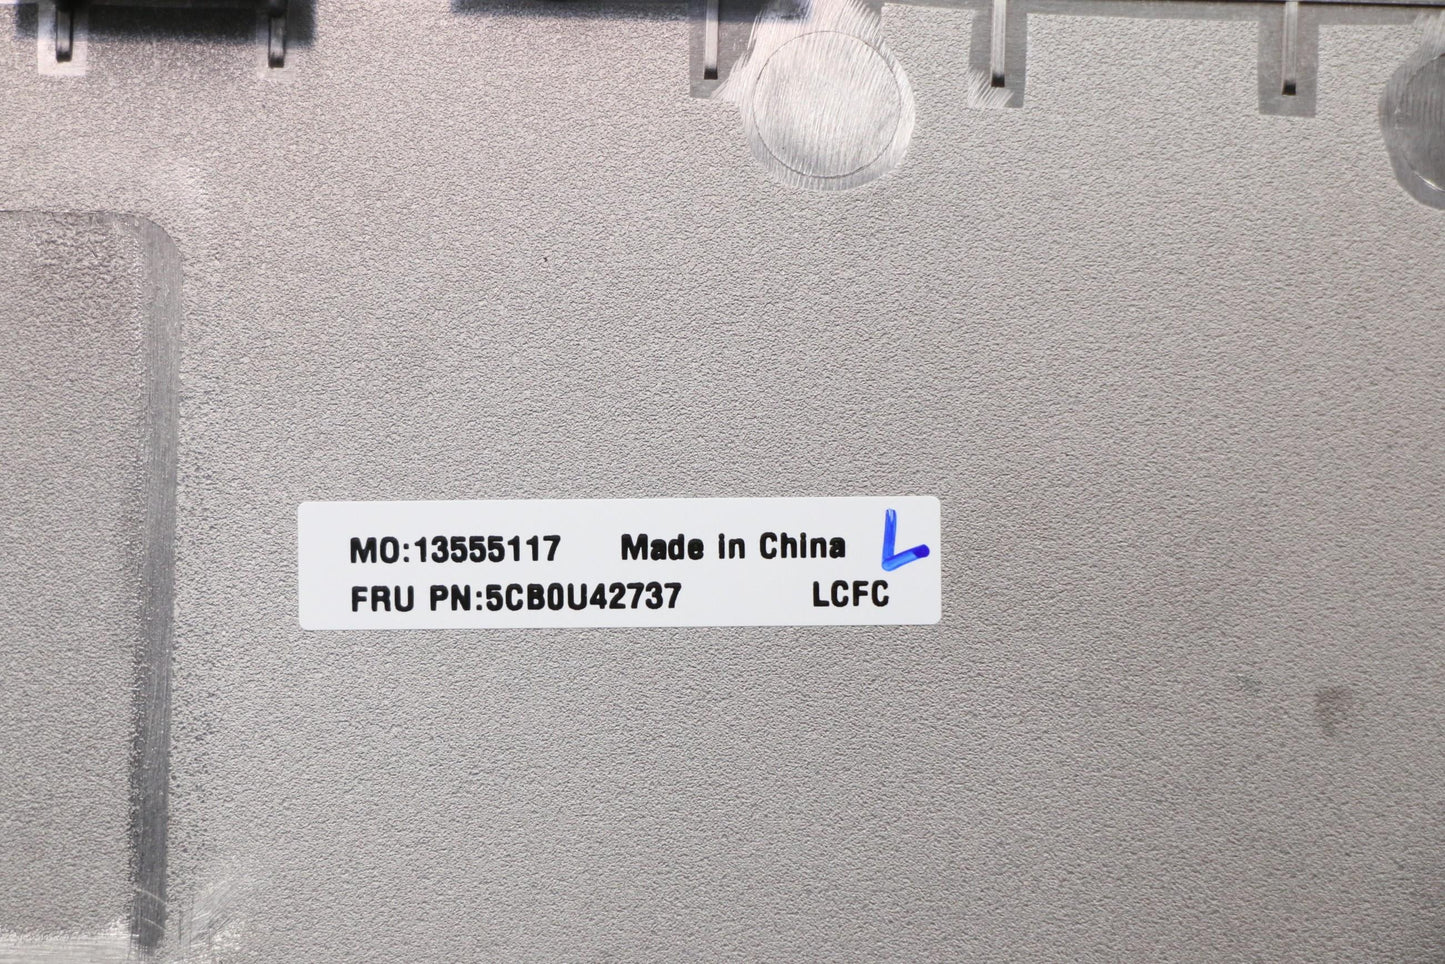 MO:13555117 Made in China L
FRU PN:5CB0U42737 LCFC